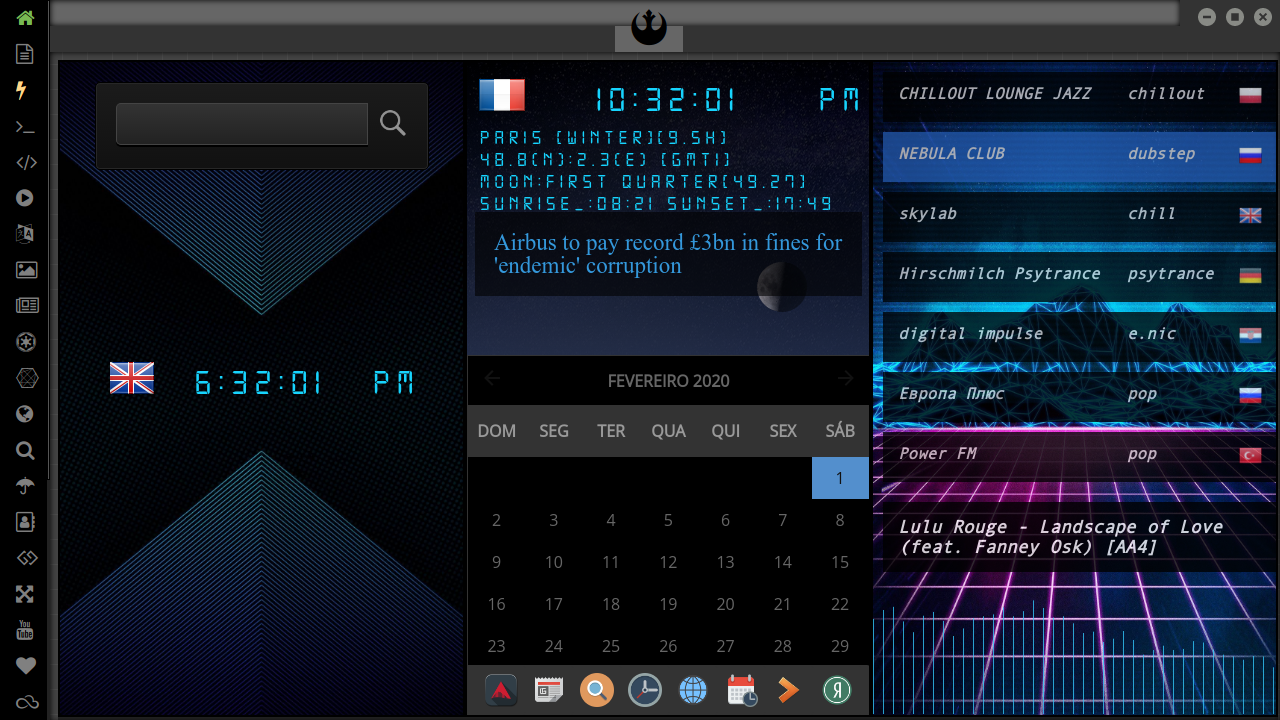 10:32:01 PM
PARIS (WINTER)(9.5H)
48.8(N):2.3(E) (GMT1)
MOON:FIRST QUARTER(49.27)
SUNRISE_:08:21 SUNSET_:17:49
Airbus to pay record £3bn in fines for
'endemic' corruption
6:32:01 PM
FEVEREIRO 2020
DOM SEG TER QUA QUI SEX SÁB
1
2 3 4 5 6 7 8
9 10 11 12 13 14 15
16 17 18 19 20 21 22
23 24 25 26 27 28 29
CHILLOUT LOUNGE JAZZ chillout
NEBULA CLUB dubstep
skylab chill
Hirschmilch Psytrance psytrance
digital impulse e.nic
Европа Плюс pop
Power FM pop
Lulu Rouge - Landscape of Love
(feat. Fanney Osk) [AA4]
You
Tube
Я